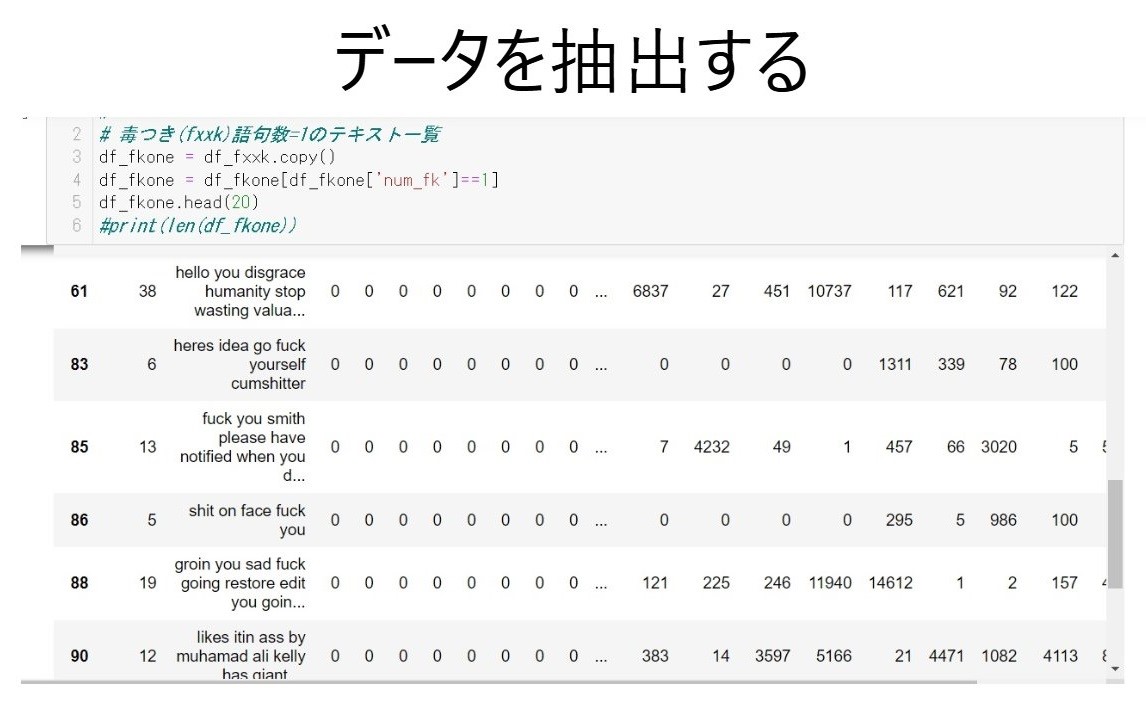 データを抽出する
2 # 毒つき(fxxk)語句数=1のテキスト一覧
3 df_fkone = df_fxxk.copy()
4 df_fkone = df_fkone[df_fkone['num_fk']==1]
5 df_fkone.head(20)
6 #print(len(df_fkone))
hello you disgrace
61 38 humanity stop 0 0 0 0 0 0 0 0 ... 6837 27 451 10737 117 621 92 122
wasting valua...
heres idea go fuck
83 6 yourself 0 0 0 0 0 0 0 0 ... 0 0 0 0 1311 339 78 100
cumshitter
fuck you smith
please have
85 13 notified when you 0 0 0 0 0 0 0 0 ... 7 4232 49 1 457 66 3020 5
d...
shit on face fuck
86 5 you 0 0 0 0 0 0 0 0 ... 0 0 0 0 295 5 986 100
groin you sad fuck
88 19 going restore edit 0 0 0 0 0 0 0 0 ... 121 225 246 11940 14612 1 2 157
you goin...
likes itin ass by
90 12 muhamad ali kelly 0 0 0 0 0 0 0 0 ... 383 14 3597 5166 21 4471 1082 4113
has giant